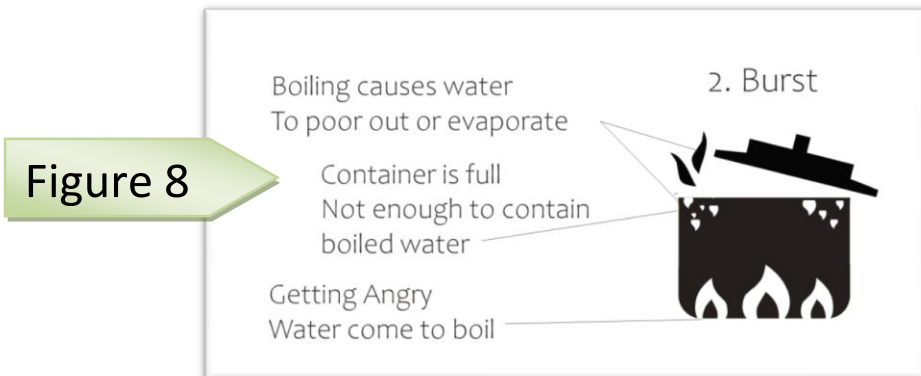 2. Burst
Boiling causes water
To poor out or evaporate
Figure 8
Container is full
Not enough to contain
boiled water
Getting Angry
Water come to boil